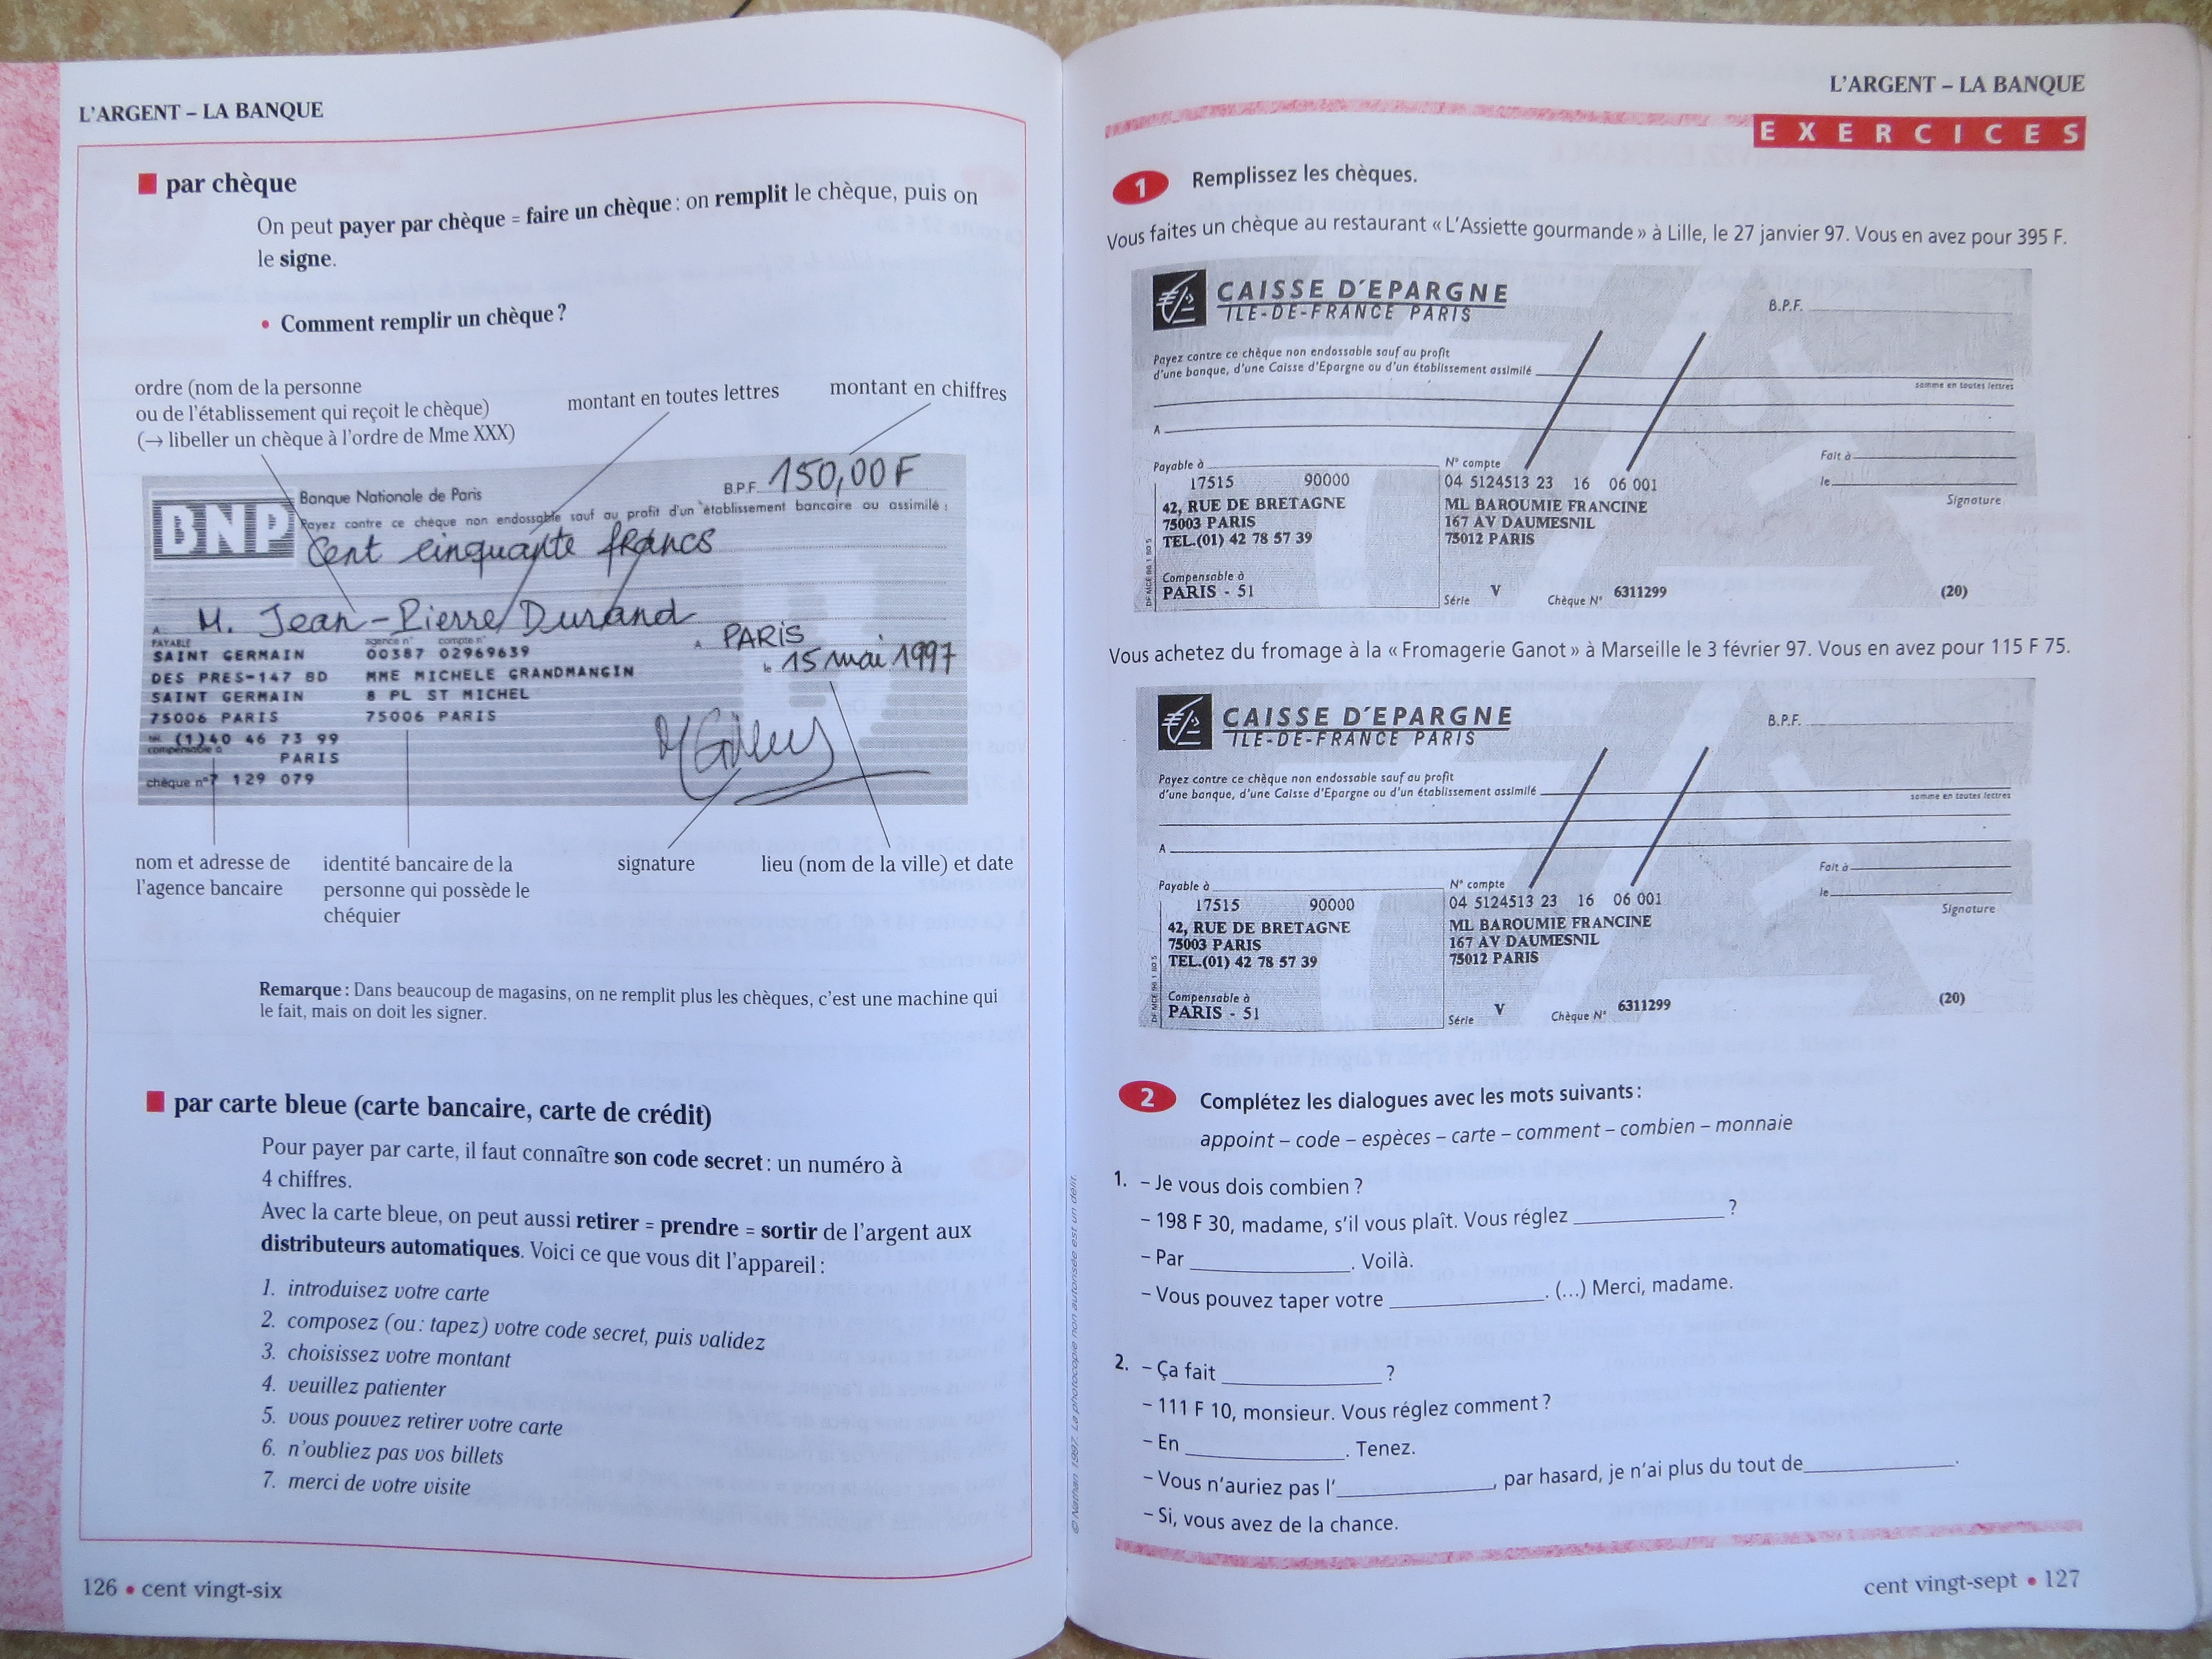 L'ARGENT – LA BANQUE
■ par chèque
On peut payer par chèque = faire un chèque : on remplit le chèque, puis on
le signe.
• Comment remplir un chèque ?
ordre (nom de la personne
ou de l'établissement qui reçoit le chèque)
(→ libeller un chèque à l'ordre de Mme XXX)
montant en toutes lettres
montant en chiffres
BNP
Banque Nationale de Paris
B.P.F. 150,00 F
Payez contre ce chèque non endossable sauf au profit d'un établissement bancaire ou assimilé :
Cent cinquante francs
A M. Jean-Pierre Durand
PAYABLE
SAINT GERMAIN
DES PRES-147 BD
SAINT GERMAIN
75006 PARIS
tél. (1)40 46 73 99
compensable à
PARIS
chèque n° 7 129 079
agence n° compte n°
00387 02969639
MME MICHELE GRANDMANGIN
8 PL ST MICHEL
75006 PARIS
A PARIS
le 15 mai 1997
nom et adresse de
l'agence bancaire
identité bancaire de la
personne qui possède le
chéquier
signature
lieu (nom de la ville) et date
Remarque : Dans beaucoup de magasins, on ne remplit plus les chèques, c'est une machine qui
le fait, mais on doit les signer.
■ par carte bleue (carte bancaire, carte de crédit)
Pour payer par carte, il faut connaître son code secret : un numéro à
4 chiffres.
Avec la carte bleue, on peut aussi retirer = prendre = sortir de l'argent aux
distributeurs automatiques. Voici ce que vous dit l'appareil :
1. introduisez votre carte
2. composez (ou : tapez) votre code secret, puis validez
3. choisissez votre montant
4. veuillez patienter
5. vous pouvez retirer votre carte
6. n'oubliez pas vos billets
7. merci de votre visite
126 • cent vingt-six
L'ARGENT – LA BANQUE
EXERCICES
1 Remplissez les chèques.
Vous faites un chèque au restaurant « L'Assiette gourmande » à Lille, le 27 janvier 97. Vous en avez pour 395 F.
CAISSE D'EPARGNE
ILE-DE-FRANCE PARIS
B.P.F.
Payez contre ce chèque non endossable sauf au profit
d'une banque, d'une Caisse d'Epargne ou d'un établissement assimilé
somme en toutes lettres
A
Payable à
17515 90000
42, RUE DE BRETAGNE
75003 PARIS
TEL.(01) 42 78 57 39
Compensable à
PARIS - 51
N° compte
04 5124513 23 16 06 001
ML BAROUMIE FRANCINE
167 AV DAUMESNIL
75012 PARIS
Série V Chèque N° 6311299
Fait à
le
Signature
(20)
Vous achetez du fromage à la « Fromagerie Ganot » à Marseille le 3 février 97. Vous en avez pour 115 F 75.
CAISSE D'EPARGNE
ILE-DE-FRANCE PARIS
B.P.F.
Payez contre ce chèque non endossable sauf au profit
d'une banque, d'une Caisse d'Epargne ou d'un établissement assimilé
somme en toutes lettres
A
Payable à
17515 90000
42, RUE DE BRETAGNE
75003 PARIS
TEL.(01) 42 78 57 39
Compensable à
PARIS - 51
N° compte
04 5124513 23 16 06 001
ML BAROUMIE FRANCINE
167 AV DAUMESNIL
75012 PARIS
Série V Chèque N° 6311299
Fait à
le
Signature
(20)
2 Complétez les dialogues avec les mots suivants :
appoint – code – espèces – carte – comment – combien – monnaie
1. – Je vous dois combien ?
– 198 F 30, madame, s'il vous plaît. Vous réglez ______________ ?
– Par ______________. Voilà.
– Vous pouvez taper votre ______________. (...) Merci, madame.
2. – Ça fait ______________ ?
– 111 F 10, monsieur. Vous réglez comment ?
– En ______________. Tenez.
– Vous n'auriez pas l'______________, par hasard, je n'ai plus du tout de______________.
– Si, vous avez de la chance.
© Nathan 1997. La photocopie non autorisée est un délit.
cent vingt-sept • 127